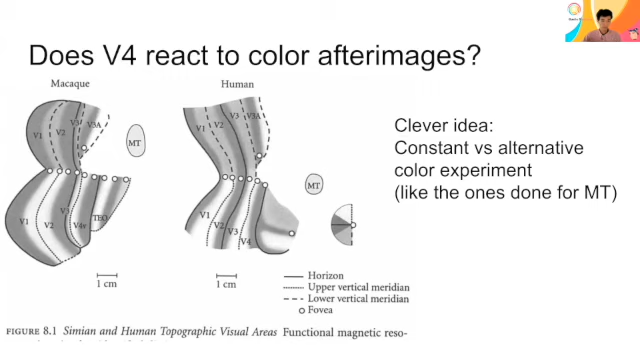 Does V4 react to color afterimages?
Macaque
Human
V1
V2
V3
V3A
MT
V1
V2
V3
V4v
TEO
V1
V2
V3
V3A
MT
V1
V2
V3
V4
1 cm
1 cm
Horizon
Upper vertical meridian
Lower vertical meridian
Fovea
FIGURE 8.1 Simian and Human Topographic Visual Areas Functional magnetic reso-
Clever idea:
Constant vs alternative
color experiment
(like the ones done for MT)